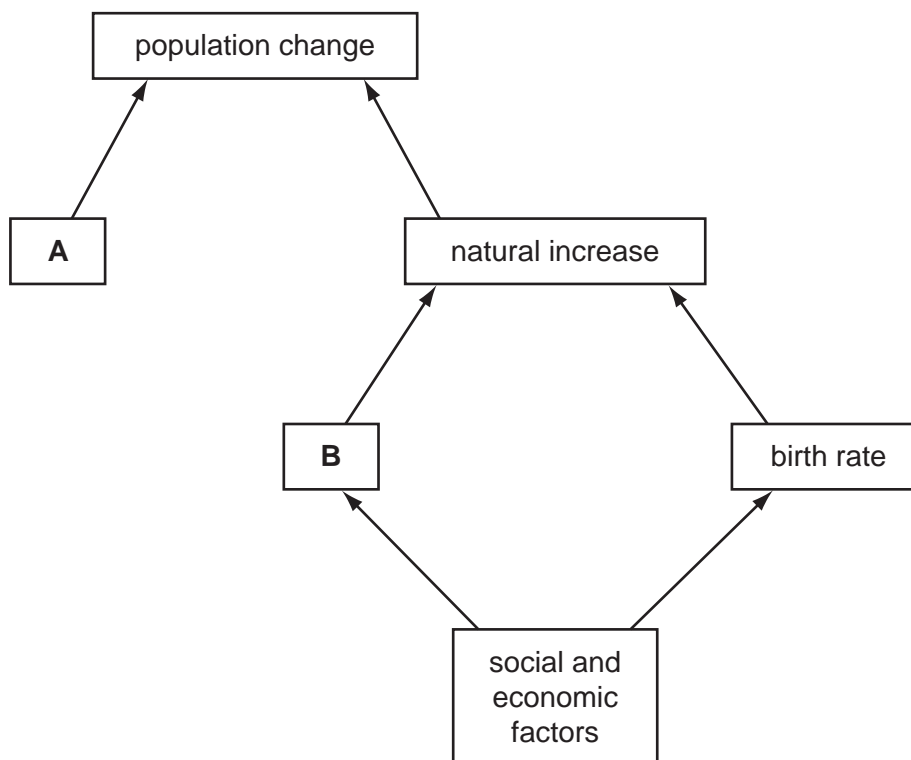 population change
A
natural increase
B
birth rate
social and
economic
factors